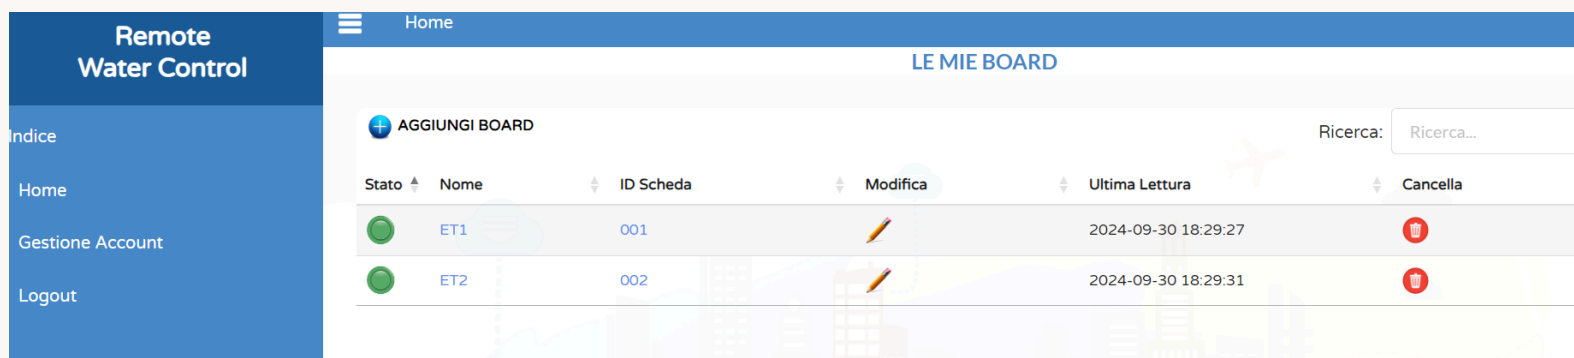 Remote
Water Control
Indice
Home
Gestione Account
Logout
Home
LE MIE BOARD
AGGIUNGI BOARD
Ricerca: Ricerca...
Stato Nome ID Scheda Modifica Ultima Lettura Cancella
ET1 001 2024-09-30 18:29:27
ET2 002 2024-09-30 18:29:31